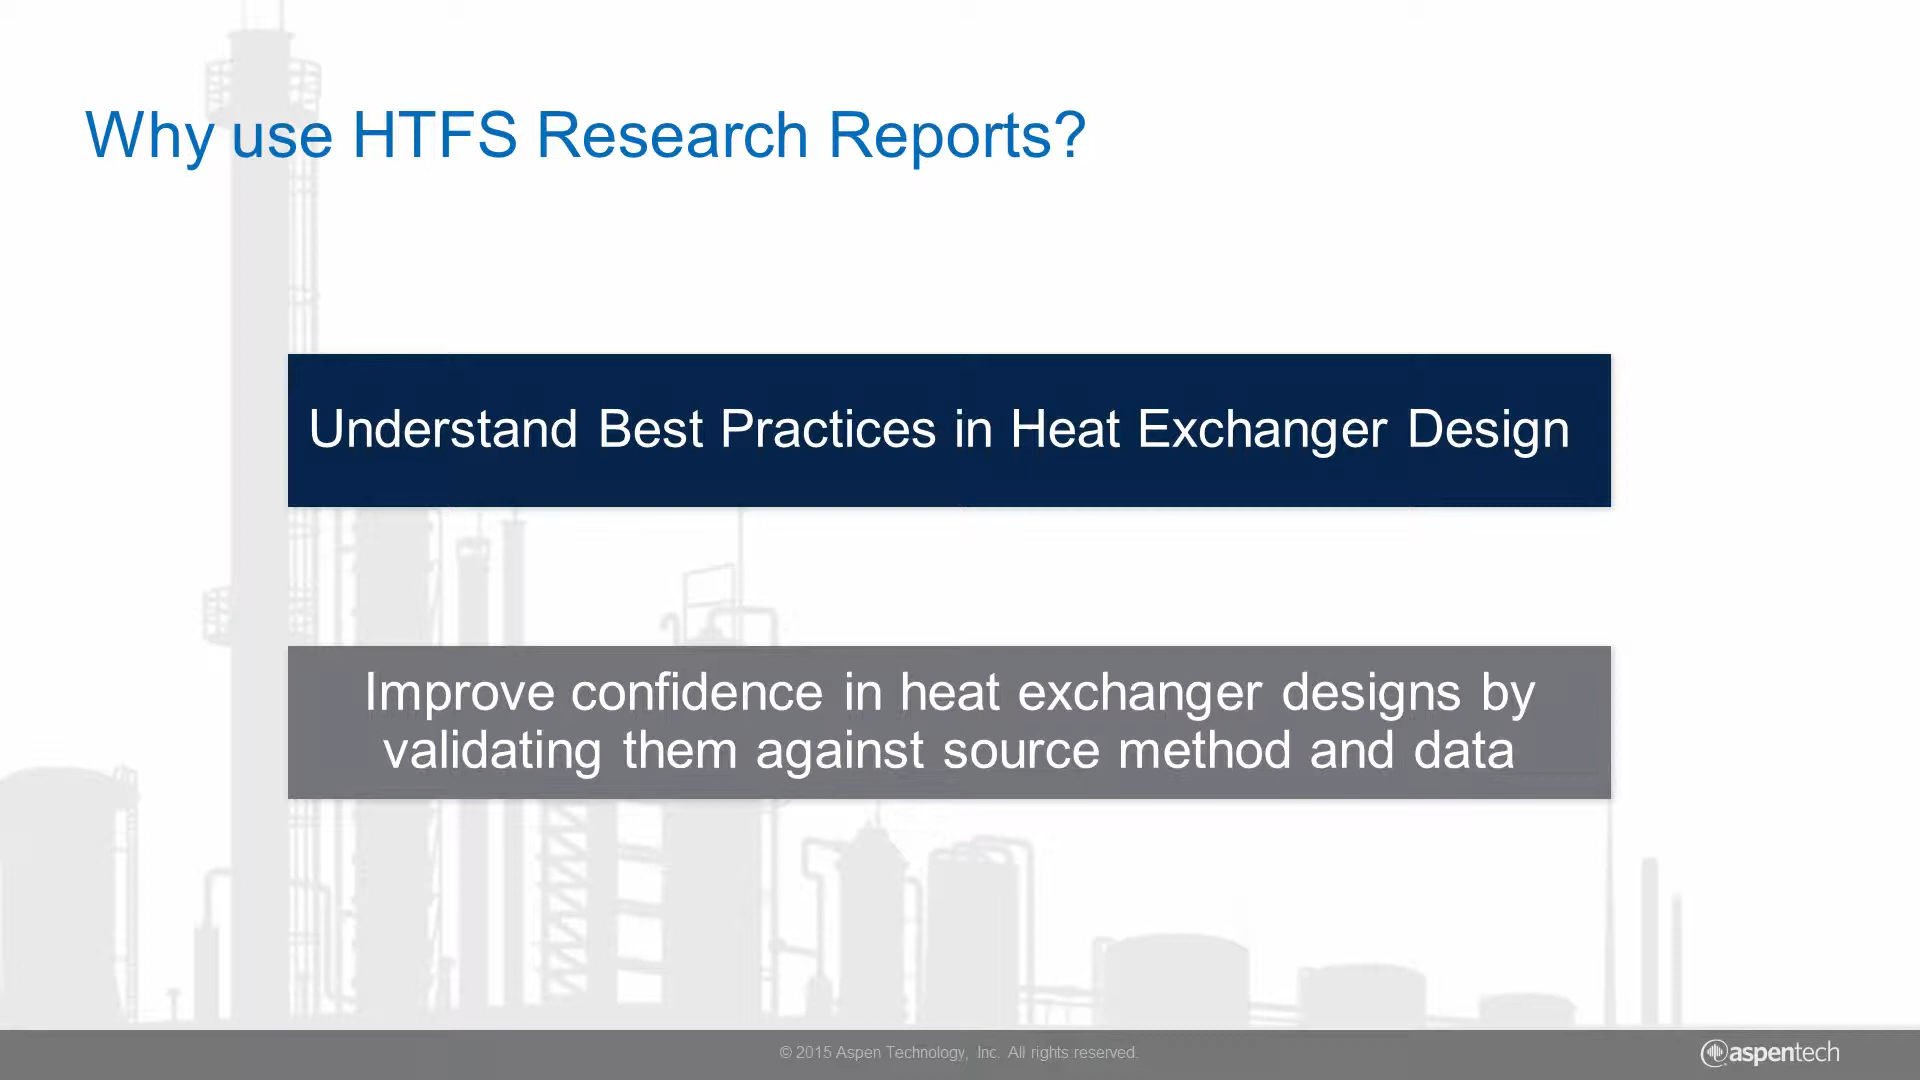 Why use HTFS Research Reports?
Understand Best Practices in Heat Exchanger Design
Improve confidence in heat exchanger designs by
validating them against source method and data
© 2015 Aspen Technology, Inc. All rights reserved.
aspentech